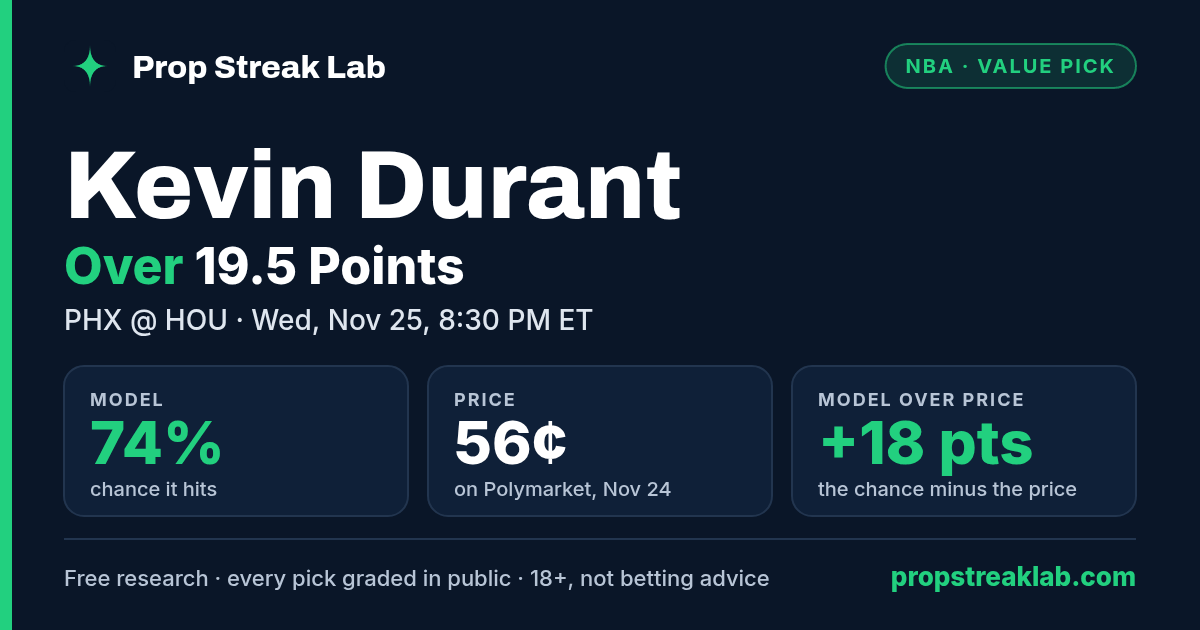 Prop Streak Lab
NBA · VALUE PICK
Kevin Durant
Over 19.5 Points
PHX @ HOU · Wed, Nov 25, 8:30 PM ET
MODEL
74%
chance it hits
PRICE
56¢
on Polymarket, Nov 24
MODEL OVER PRICE
+18 pts
the chance minus the price
Free research · every pick graded in public · 18+, not betting advice
propstreaklab.com